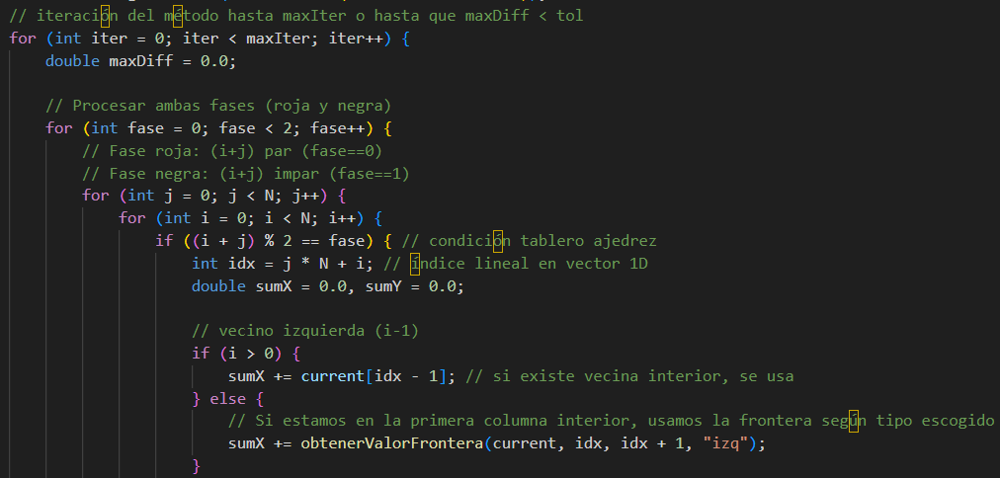 // iteración del método hasta maxIter o hasta que maxDiff < tol
for (int iter = 0; iter < maxIter; iter++) {
    double maxDiff = 0.0;

    // Procesar ambas fases (roja y negra)
    for (int fase = 0; fase < 2; fase++) {
        // Fase roja: (i+j) par (fase==0)
        // Fase negra: (i+j) impar (fase==1)
        for (int j = 0; j < N; j++) {
            for (int i = 0; i < N; i++) {
                if ((i + j) % 2 == fase) { // condición tablero ajedrez
                    int idx = j * N + i; // índice lineal en vector 1D
                    double sumX = 0.0, sumY = 0.0;

                    // vecino izquierda (i-1)
                    if (i > 0) {
                        sumX += current[idx - 1]; // si existe vecina interior, se usa
                    } else {
                        // Si estamos en la primera columna interior, usamos la frontera según tipo escogido
                        sumX += obtenerValorFrontera(current, idx, idx + 1, "izq");
                    }